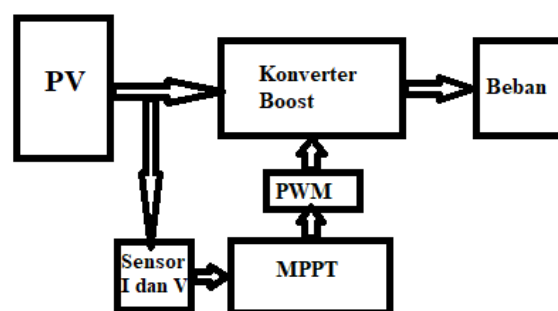 PV
Konverter
Boost
Beban
PWM
Sensor
I dan V
MPPT